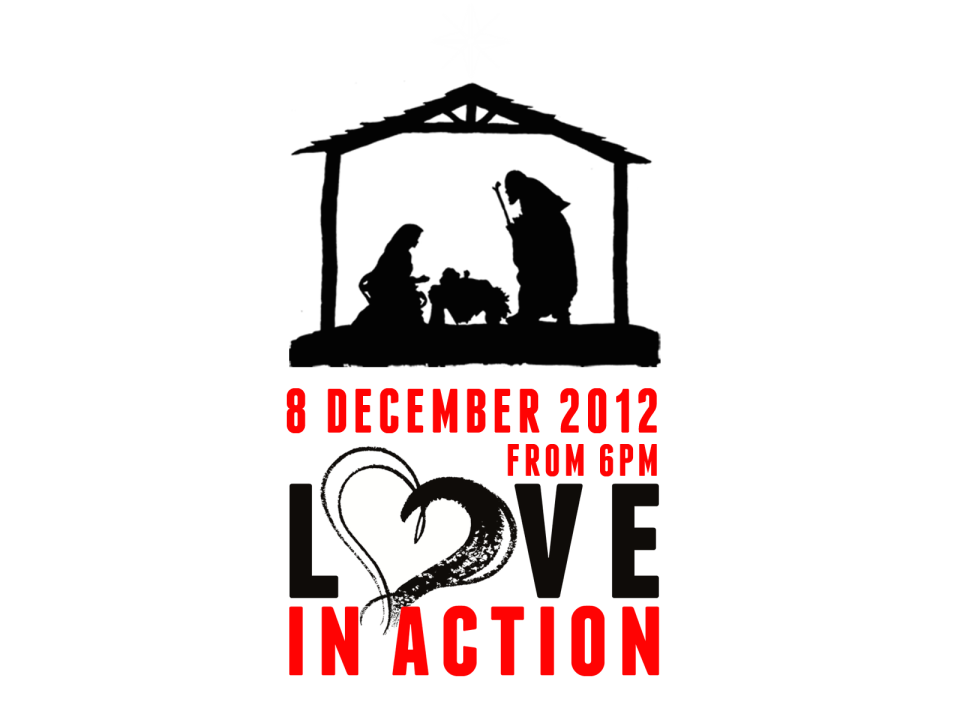 8 DECEMBER 2012
FROM 6PM
LOVE
IN ACTION